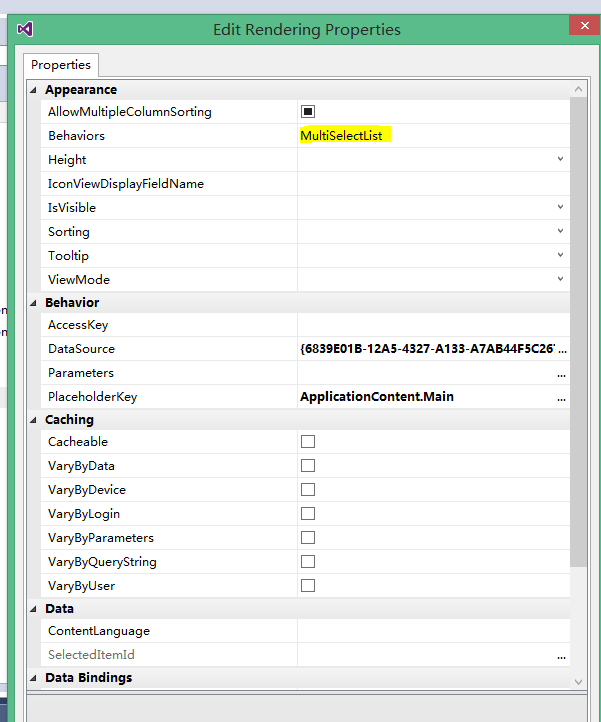 Edit Rendering Properties
Properties
Appearance
AllowMultipleColumnSorting
Behaviors MultiSelectList
Height
IconViewDisplayFieldName
IsVisible
Sorting
Tooltip
ViewMode
Behavior
AccessKey
DataSource {6839E01B-12A5-4327-A133-A7AB44F5C26 ...
Parameters ...
PlaceholderKey ApplicationContent.Main ...
Caching
Cacheable
VaryByData
VaryByDevice
VaryByLogin
VaryByParameters
VaryByQueryString
VaryByUser
Data
ContentLanguage
SelectedItemId ...
Data Bindings